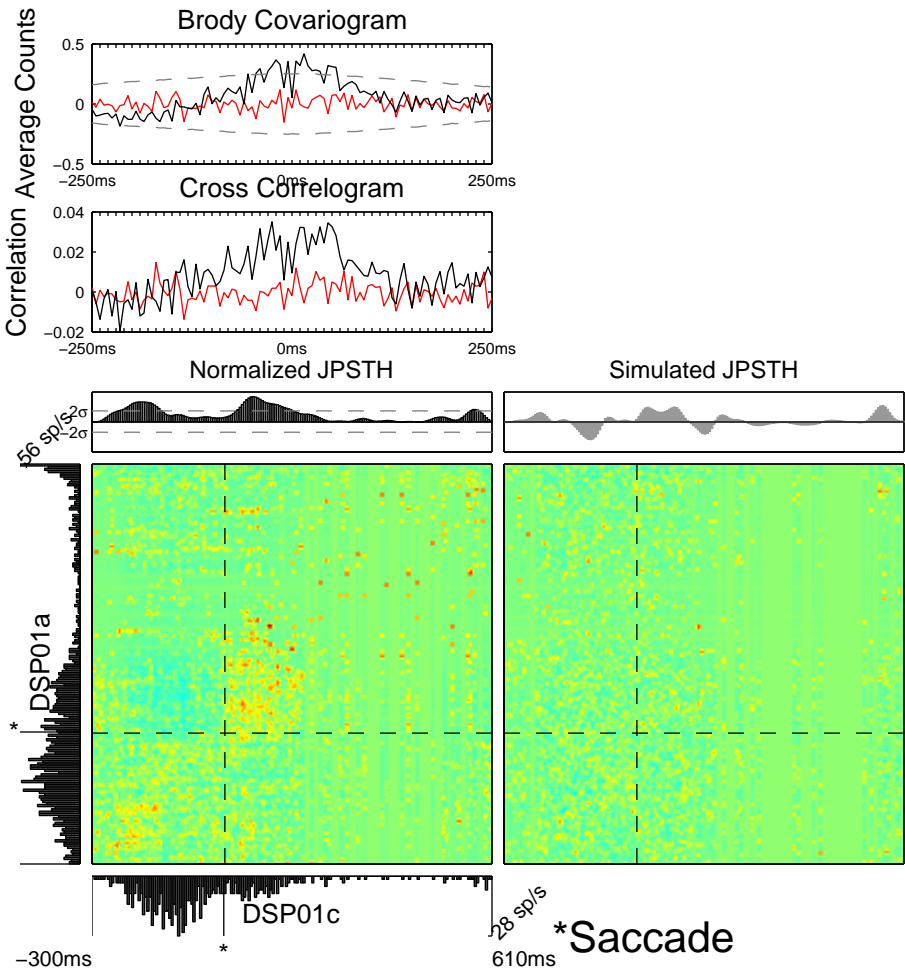 Brody Covariogram
Average Counts
0.5
0
−0.5
−250ms
0ms
250ms
Cross Correlogram
Correlation
0.04
0.02
0
−0.02
−250ms
0ms
250ms
Normalized JPSTH
Simulated JPSTH
2σ
−2σ
56 sp/s
DSP01a
*
DSP01c
*
28 sp/s
*Saccade
−300ms
610ms